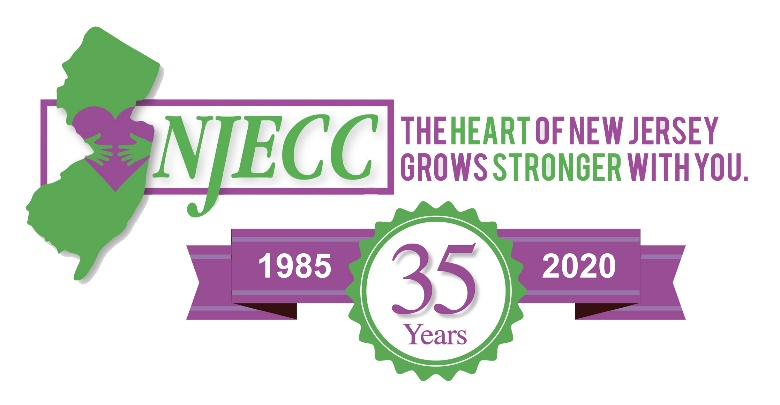 NJECC
THE HEART OF NEW JERSEY
GROWS STRONGER WITH YOU.
1985
35
Years
2020